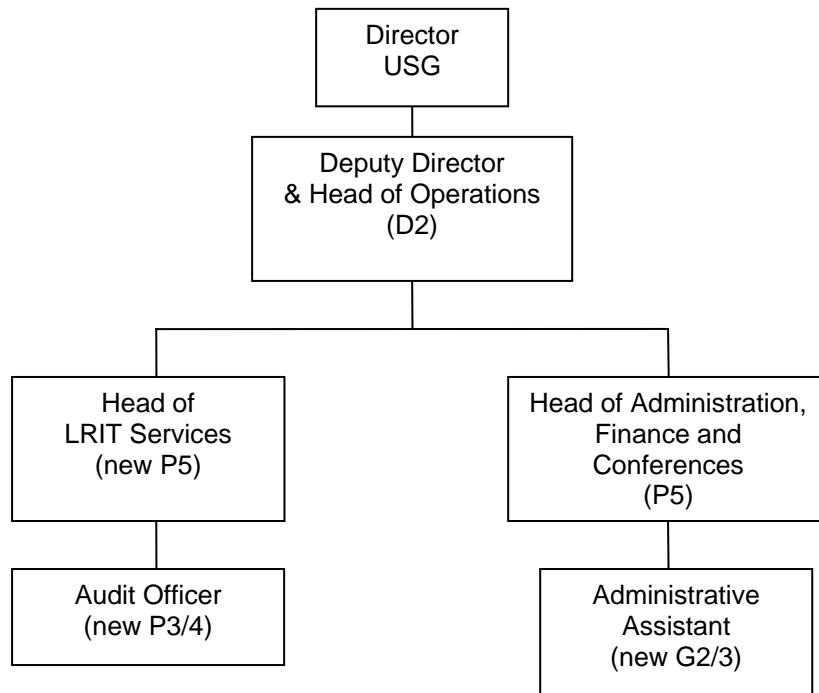 Director
USG
Deputy Director
& Head of Operations
(D2)
Head of
LRIT Services
(new P5)
Head of Administration,
Finance and
Conferences
(P5)
Audit Officer
(new P3/4)
Administrative
Assistant
(new G2/3)